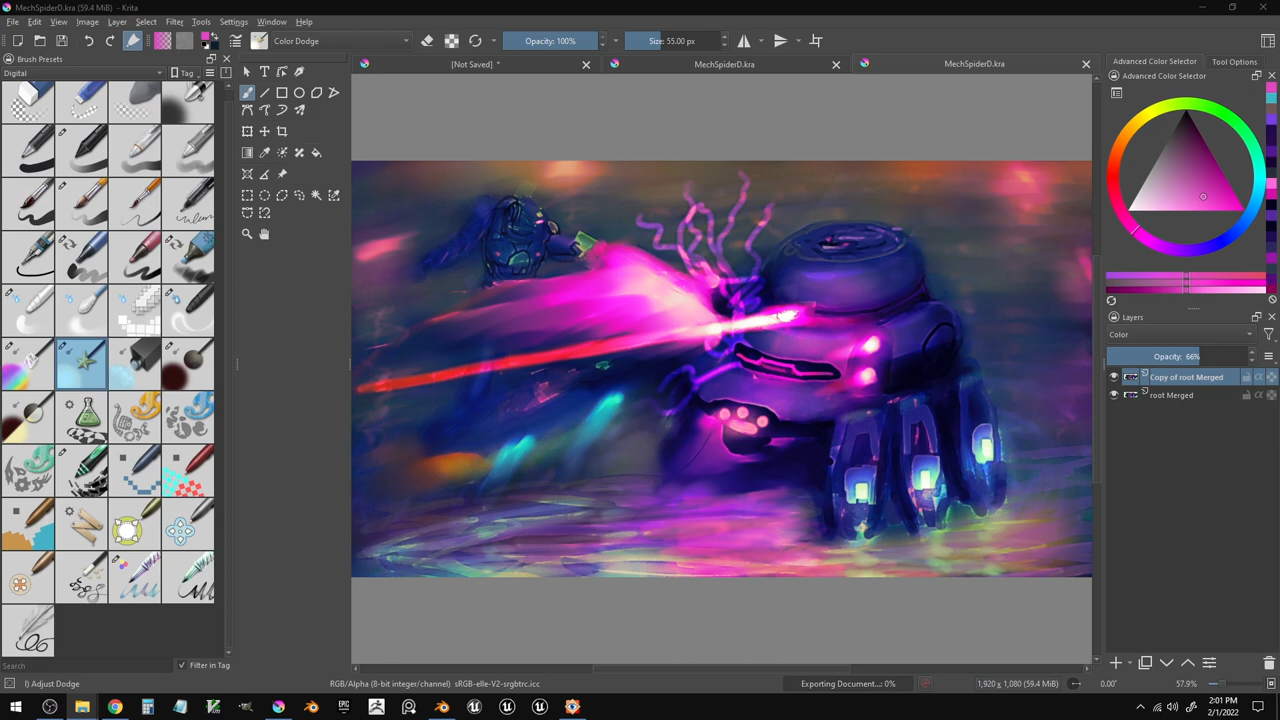 MechSpiderD.kra (59.4 MiB) - Krita
File Edit View Image Layer Select Filter Tools Settings Window Help
Color Dodge Opacity: 100% Size: 55.00 px
Brush Presets
Digital Tag
[Not Saved] * MechSpiderD.kra MechSpiderD.kra
Advanced Color Selector Tool Options
Advanced Color Selector
Layers
Color
Opacity: 66%
Copy of root Merged
root Merged
Search Filter in Tag
I) Adjust Dodge RGB/Alpha (8-bit integer/channel) sRGB-elle-V2-srgbtrc.icc Exporting Document...: 0% 1,920 x 1,080 (59.4 MiB) 0.00° 57.9%
EPIC
2:01 PM
2/1/2022